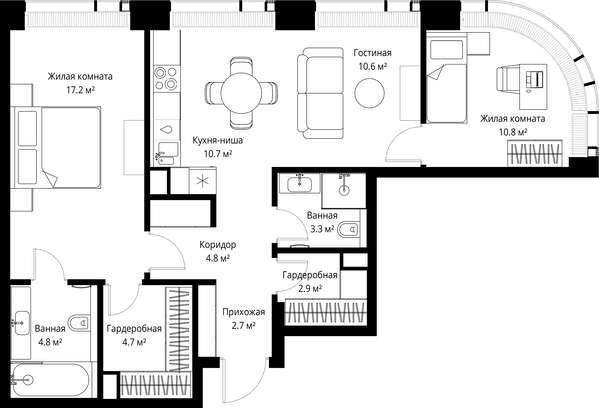 Жилая комната
17.2 м²
Гостиная
10.6 м²
Жилая комната
10.8 м²
Кухня-ниша
10.7 м²
Ванная
3.3 м²
Коридор
4.8 м²
Гардеробная
2.9 м²
Прихожая
2.7 м²
Ванная
4.8 м²
Гардеробная
4.7 м²